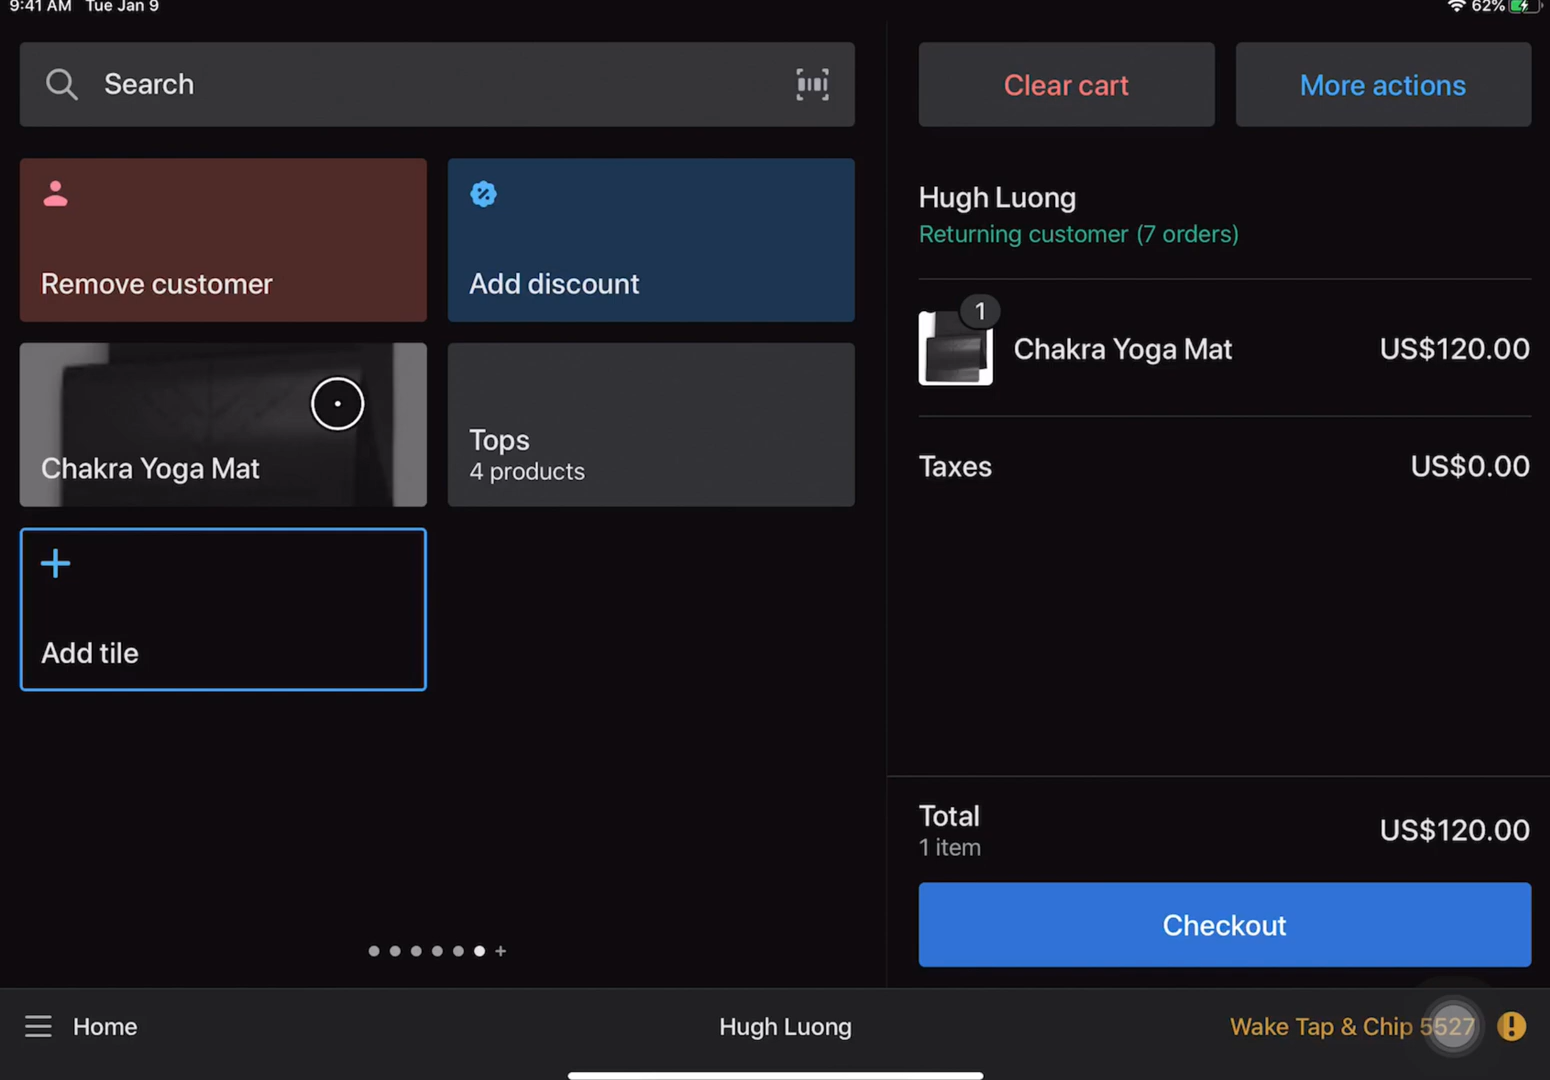 9:41 AM Tue Jan 9
62%
Search
Clear cart
More actions
Remove customer
Add discount
Hugh Luong
Returning customer (7 orders)
1
Chakra Yoga Mat
US$120.00
Chakra Yoga Mat
Tops
4 products
Taxes
US$0.00
+
Add tile
Total
1 item
US$120.00
Checkout
+
Home
Hugh Luong
Wake Tap & Chip 5527
!